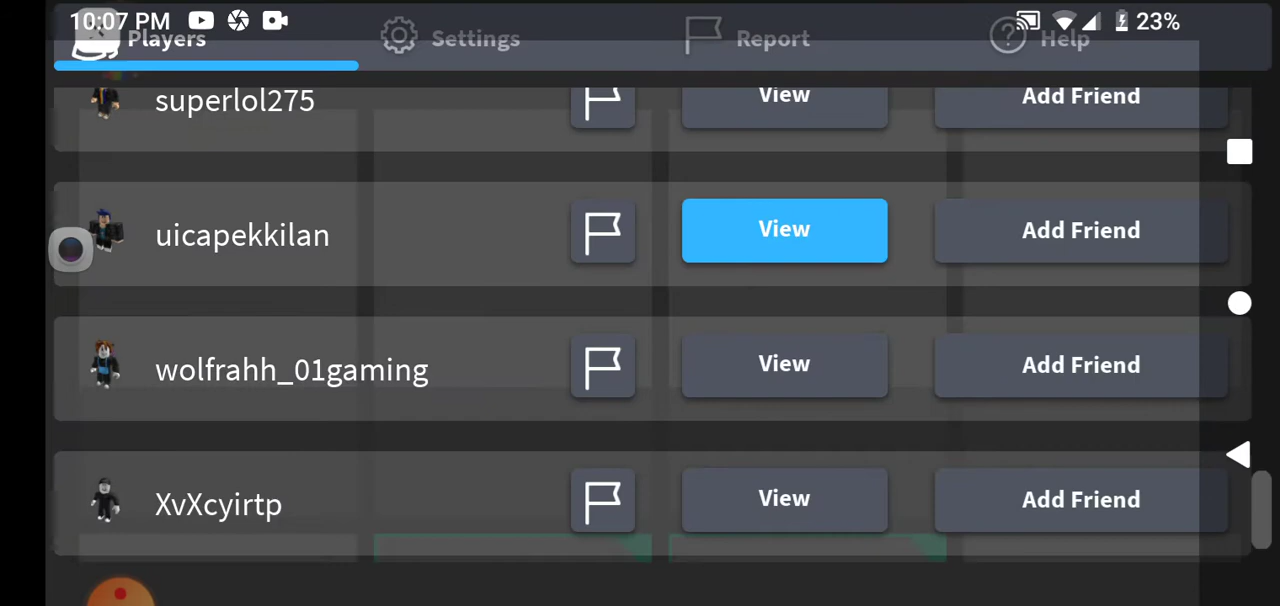 10:07 PM 23%
Players Settings Report Help
superlol275 View Add Friend
uicapekkilan View Add Friend
wolfrahh_01gaming View Add Friend
XvXcyirtp View Add Friend